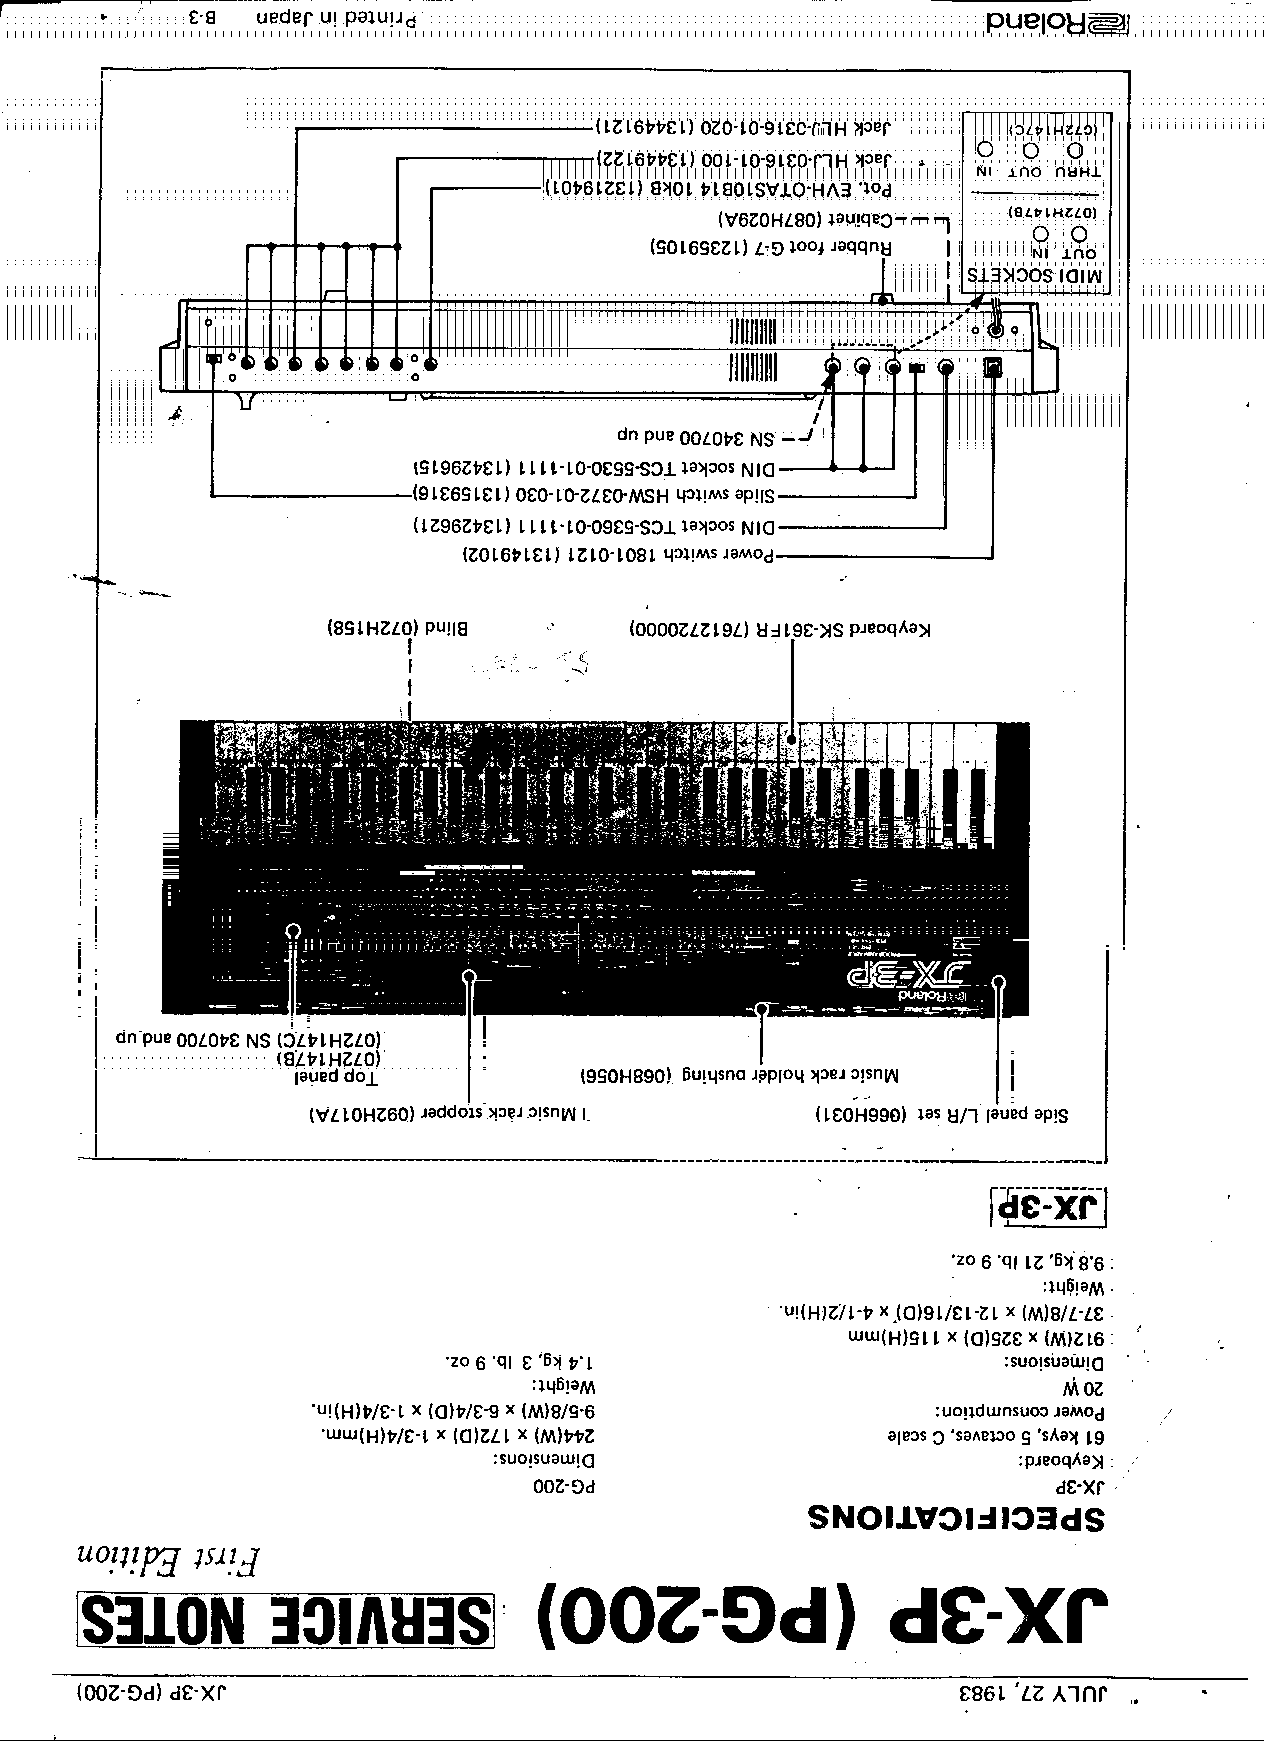 JULY 27, 1983
JX-3P (PG-200)
JX-3P (PG-200) SERVICE NOTES
First Edition
SPECIFICATIONS
JX-3P
Keyboard:
61 keys, 5 octaves, C scale
Power consumption:
20 W
Dimensions:
912(W) x 325(D) x 115(H)mm
37-7/8(W) x 12-13/16(D) x 4-1/2(H)in.
Weight:
9.8 kg, 21 lb. 9 oz.
PG-200
Dimensions:
244(W) x 172(D) x 1-3/4(H)mm.
9-5/8(W) x 6-3/4(D) x 1-3/4(H)in.
Weight:
1.4 kg, 3 lb. 9 oz.
JX-3P
Side panel L/R set (066H031)
Music rack stopper (092H017A)
Music rack holder bushing (068H056)
Top panel
(072H147B)
(072H147C) SN 340700 and up
Roland
JX-3P
Keyboard SK-361FR (7612720000)
Blind (072H158)
Power switch 1801-0121 (13149102)
DIN socket TCS-5360-01-1111 (13429621)
Slide switch HSW-0372-01-030 (13159316)
DIN socket TCS-5530-01-1111 (13429615)
SN 340700 and up
MIDI SOCKETS
OUT IN
(072H147B)
THRU OUT IN
(072H147C)
Rubber foot G-7 (12359105)
Cabinet (087H029A)
Pot. EVH-OTAS10B14 10KB (13219401)
Jack HLJ-0316-01-100 (13449122)
Jack HLJ-0316-01-020 (13449121)
Roland
Printed in Japan B-3